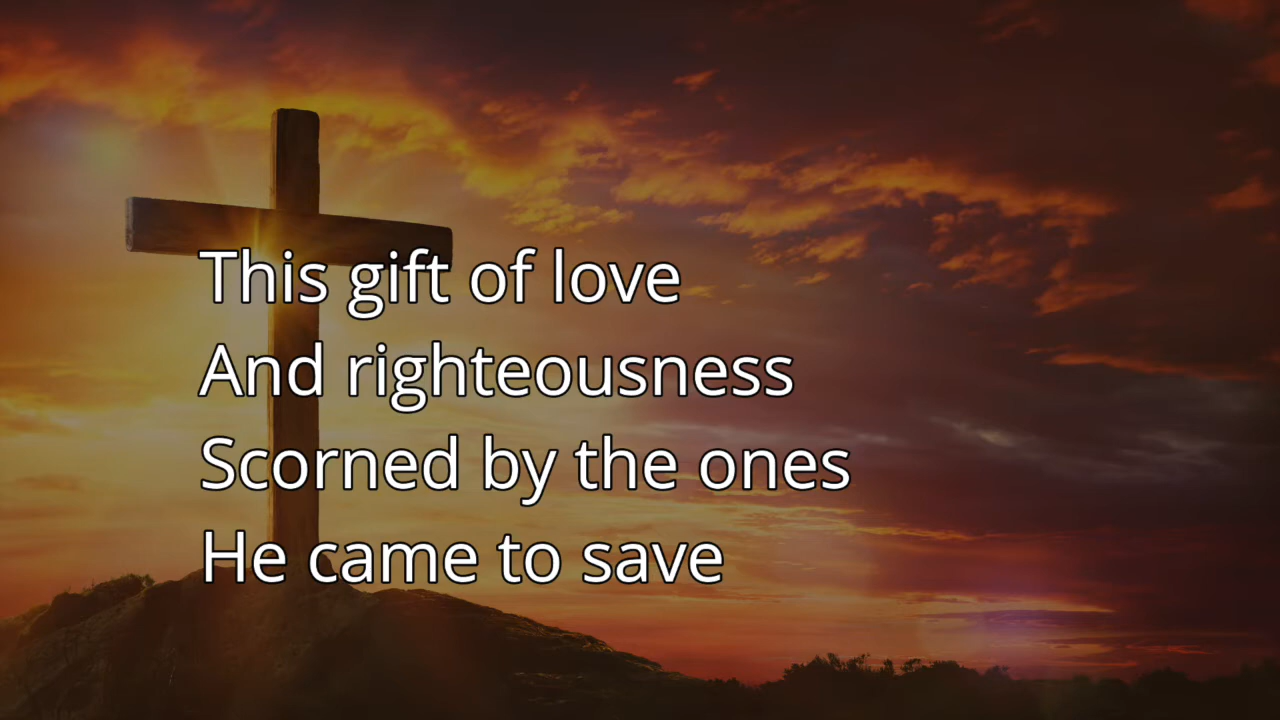 This gift of love
And righteousness
Scorned by the ones
He came to save